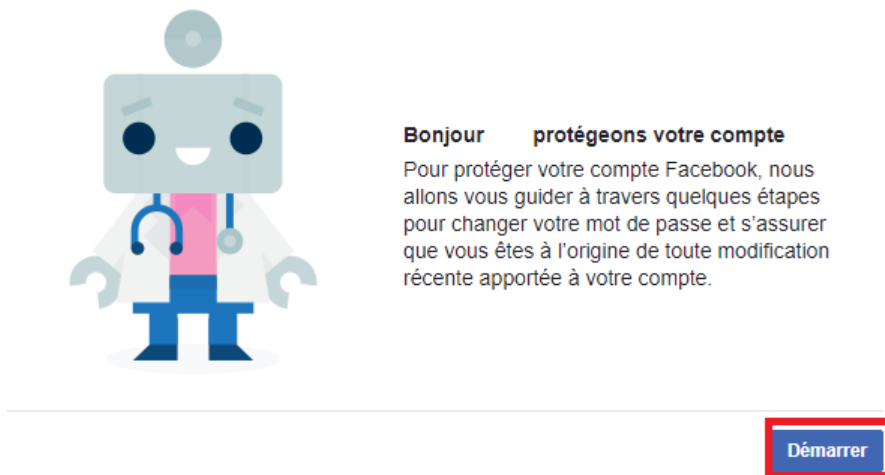 Bonjour protégeons votre compte
Pour protéger votre compte Facebook, nous
allons vous guider à travers quelques étapes
pour changer votre mot de passe et s’assurer
que vous êtes à l’origine de toute modification
récente apportée à votre compte.
Démarrer